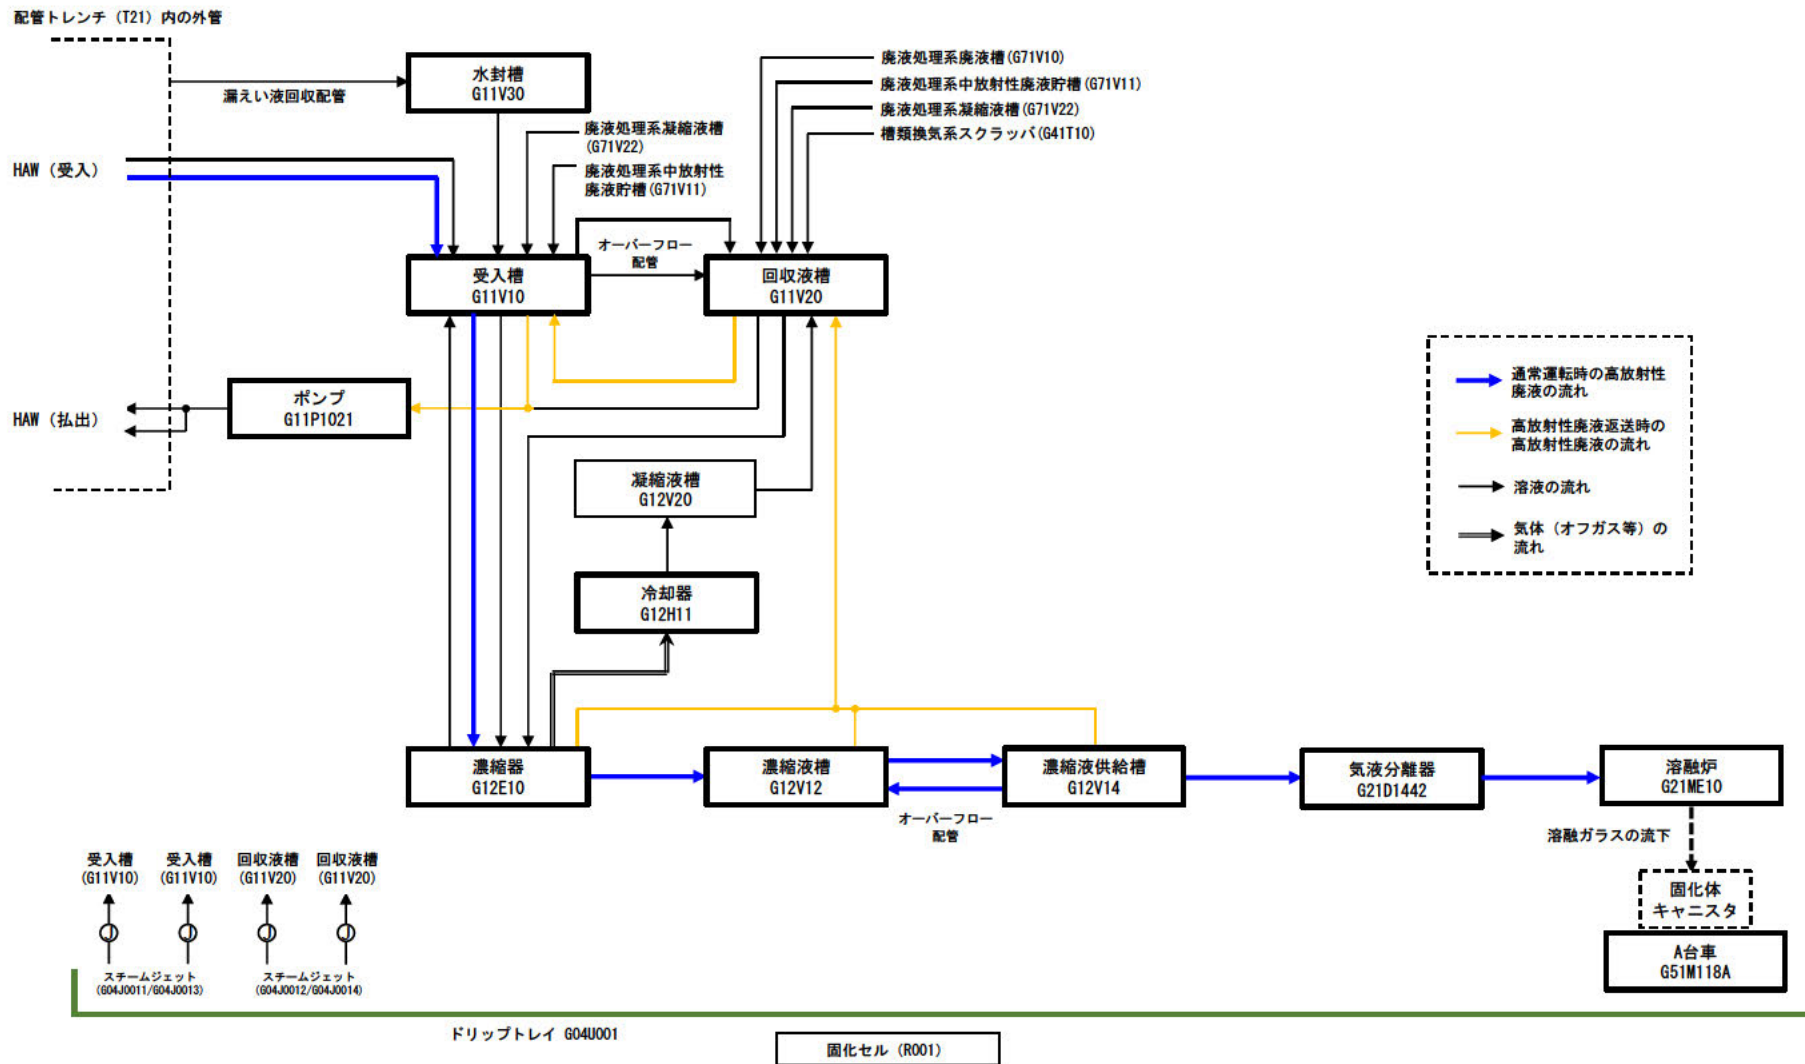 配管トレンチ（T21）内の外管
水封槽
G11V30
漏えい液回収配管
HAW（受入）
廃液処理系凝縮液槽
(G71V22)
廃液処理系中放射性
廃液貯槽(G71V11)
廃液処理系廃液槽(G71V10)
廃液処理系中放射性廃液貯槽(G71V11)
廃液処理系凝縮液槽(G71V22)
槽類換気系スクラッバ(G41T10)
受入槽
G11V10
オーバーフロー
配管
回収液槽
G11V20
ポンプ
G11P1021
HAW（払出）
凝縮液槽
G12V20
冷却器
G12H11
通常運転時の高放射性
廃液の流れ
高放射性廃液返送時の
高放射性廃液の流れ
溶液の流れ
気体（オフガス等）の
流れ
濃縮器
G12E10
濃縮液槽
G12V12
濃縮液供給槽
G12V14
オーバーフロー
配管
気液分離器
G21D1442
溶融炉
G21ME10
溶融ガラスの流下
固化体
キャニスタ
A台車
G51M118A
受入槽
(G11V10)
受入槽
(G11V10)
回収液槽
(G11V20)
回収液槽
(G11V20)
J
J
J
J
スチームジェット
(G04J0011/G04J0013)
スチームジェット
(G04J0012/G04J0014)
ドリップトレイ G04U001
固化セル（R001）